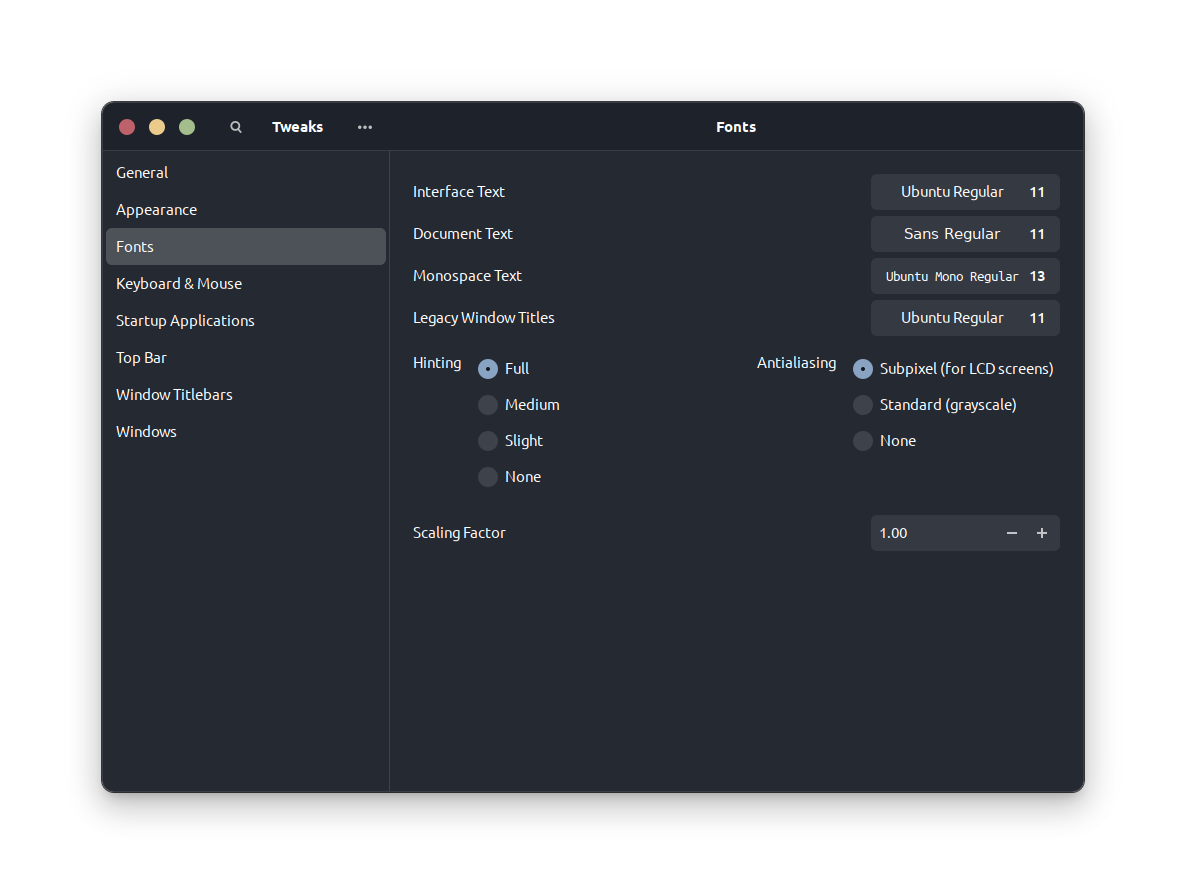 Tweaks
Fonts
General
Appearance
Fonts
Keyboard & Mouse
Startup Applications
Top Bar
Window Titlebars
Windows
Interface Text Ubuntu Regular 11
Document Text Sans Regular 11
Monospace Text Ubuntu Mono Regular 13
Legacy Window Titles Ubuntu Regular 11
Hinting
Full
Medium
Slight
None
Antialiasing
Subpixel (for LCD screens)
Standard (grayscale)
None
Scaling Factor 1.00